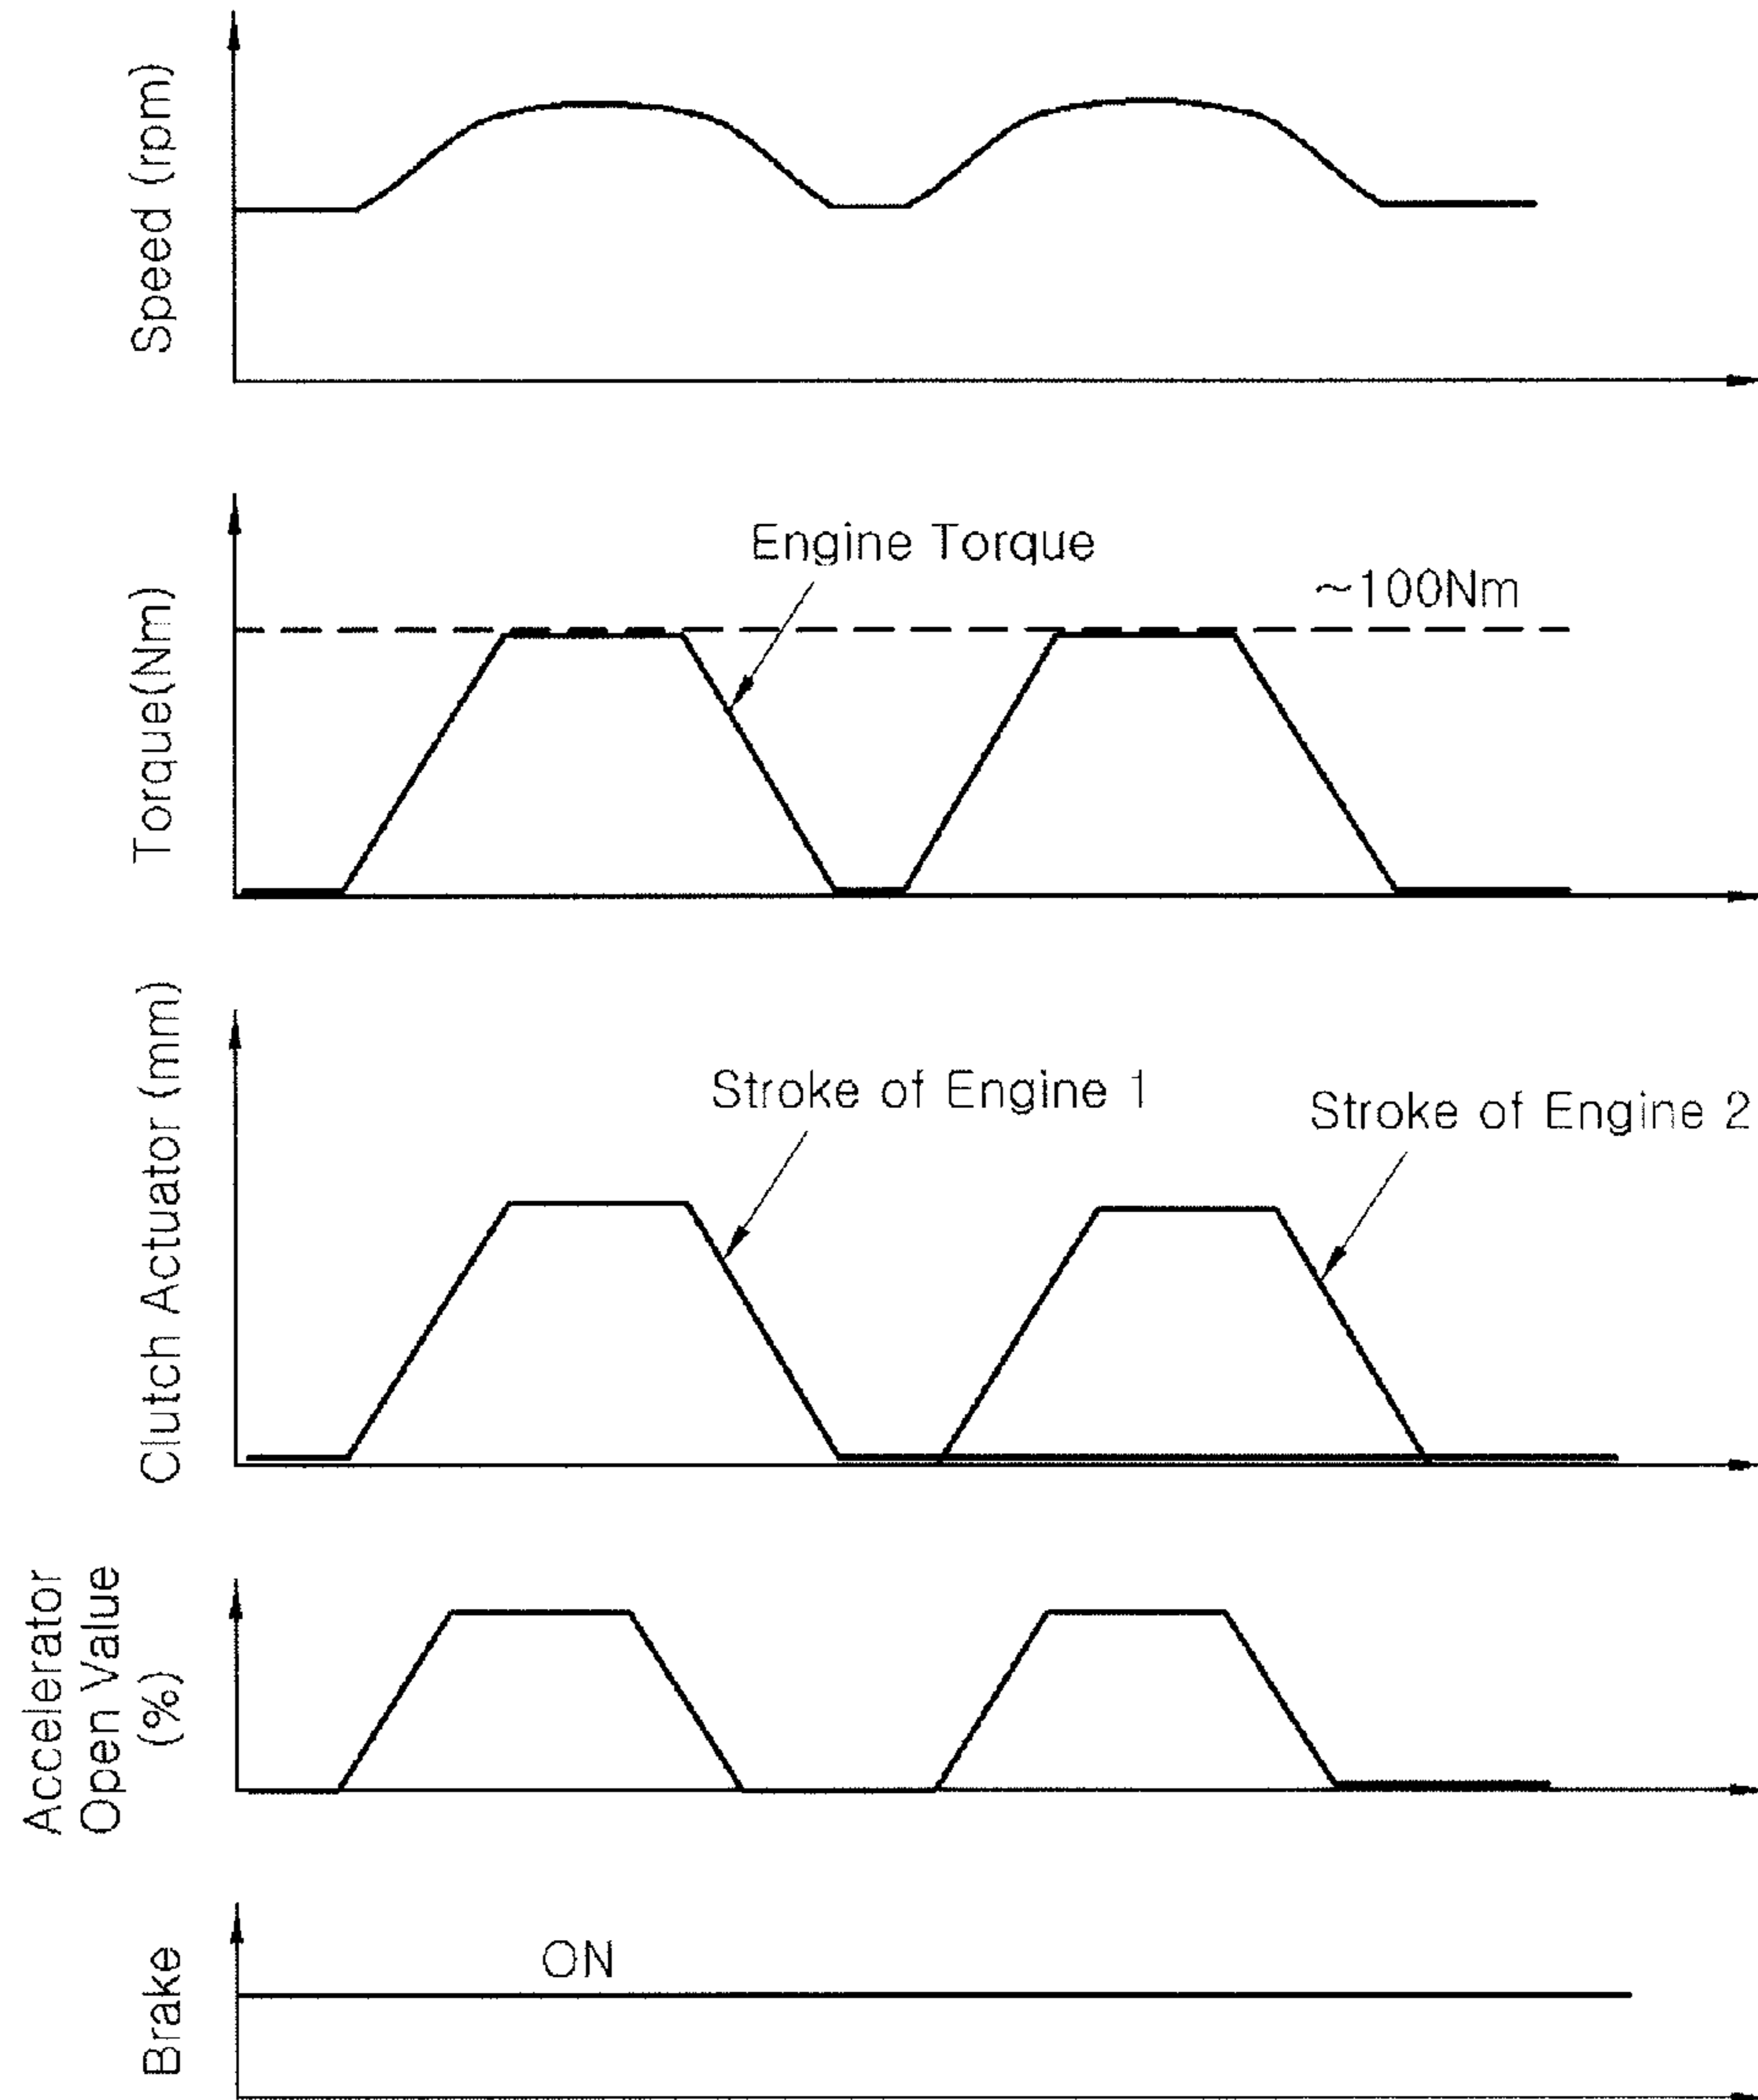 Speed (rpm)
Engine Torque
~100Nm
Torque(Nm)
Stroke of Engine 1
Stroke of Engine 2
Clutch Actuator (mm)
Accelerator
Open Value
(%)
ON
Brake